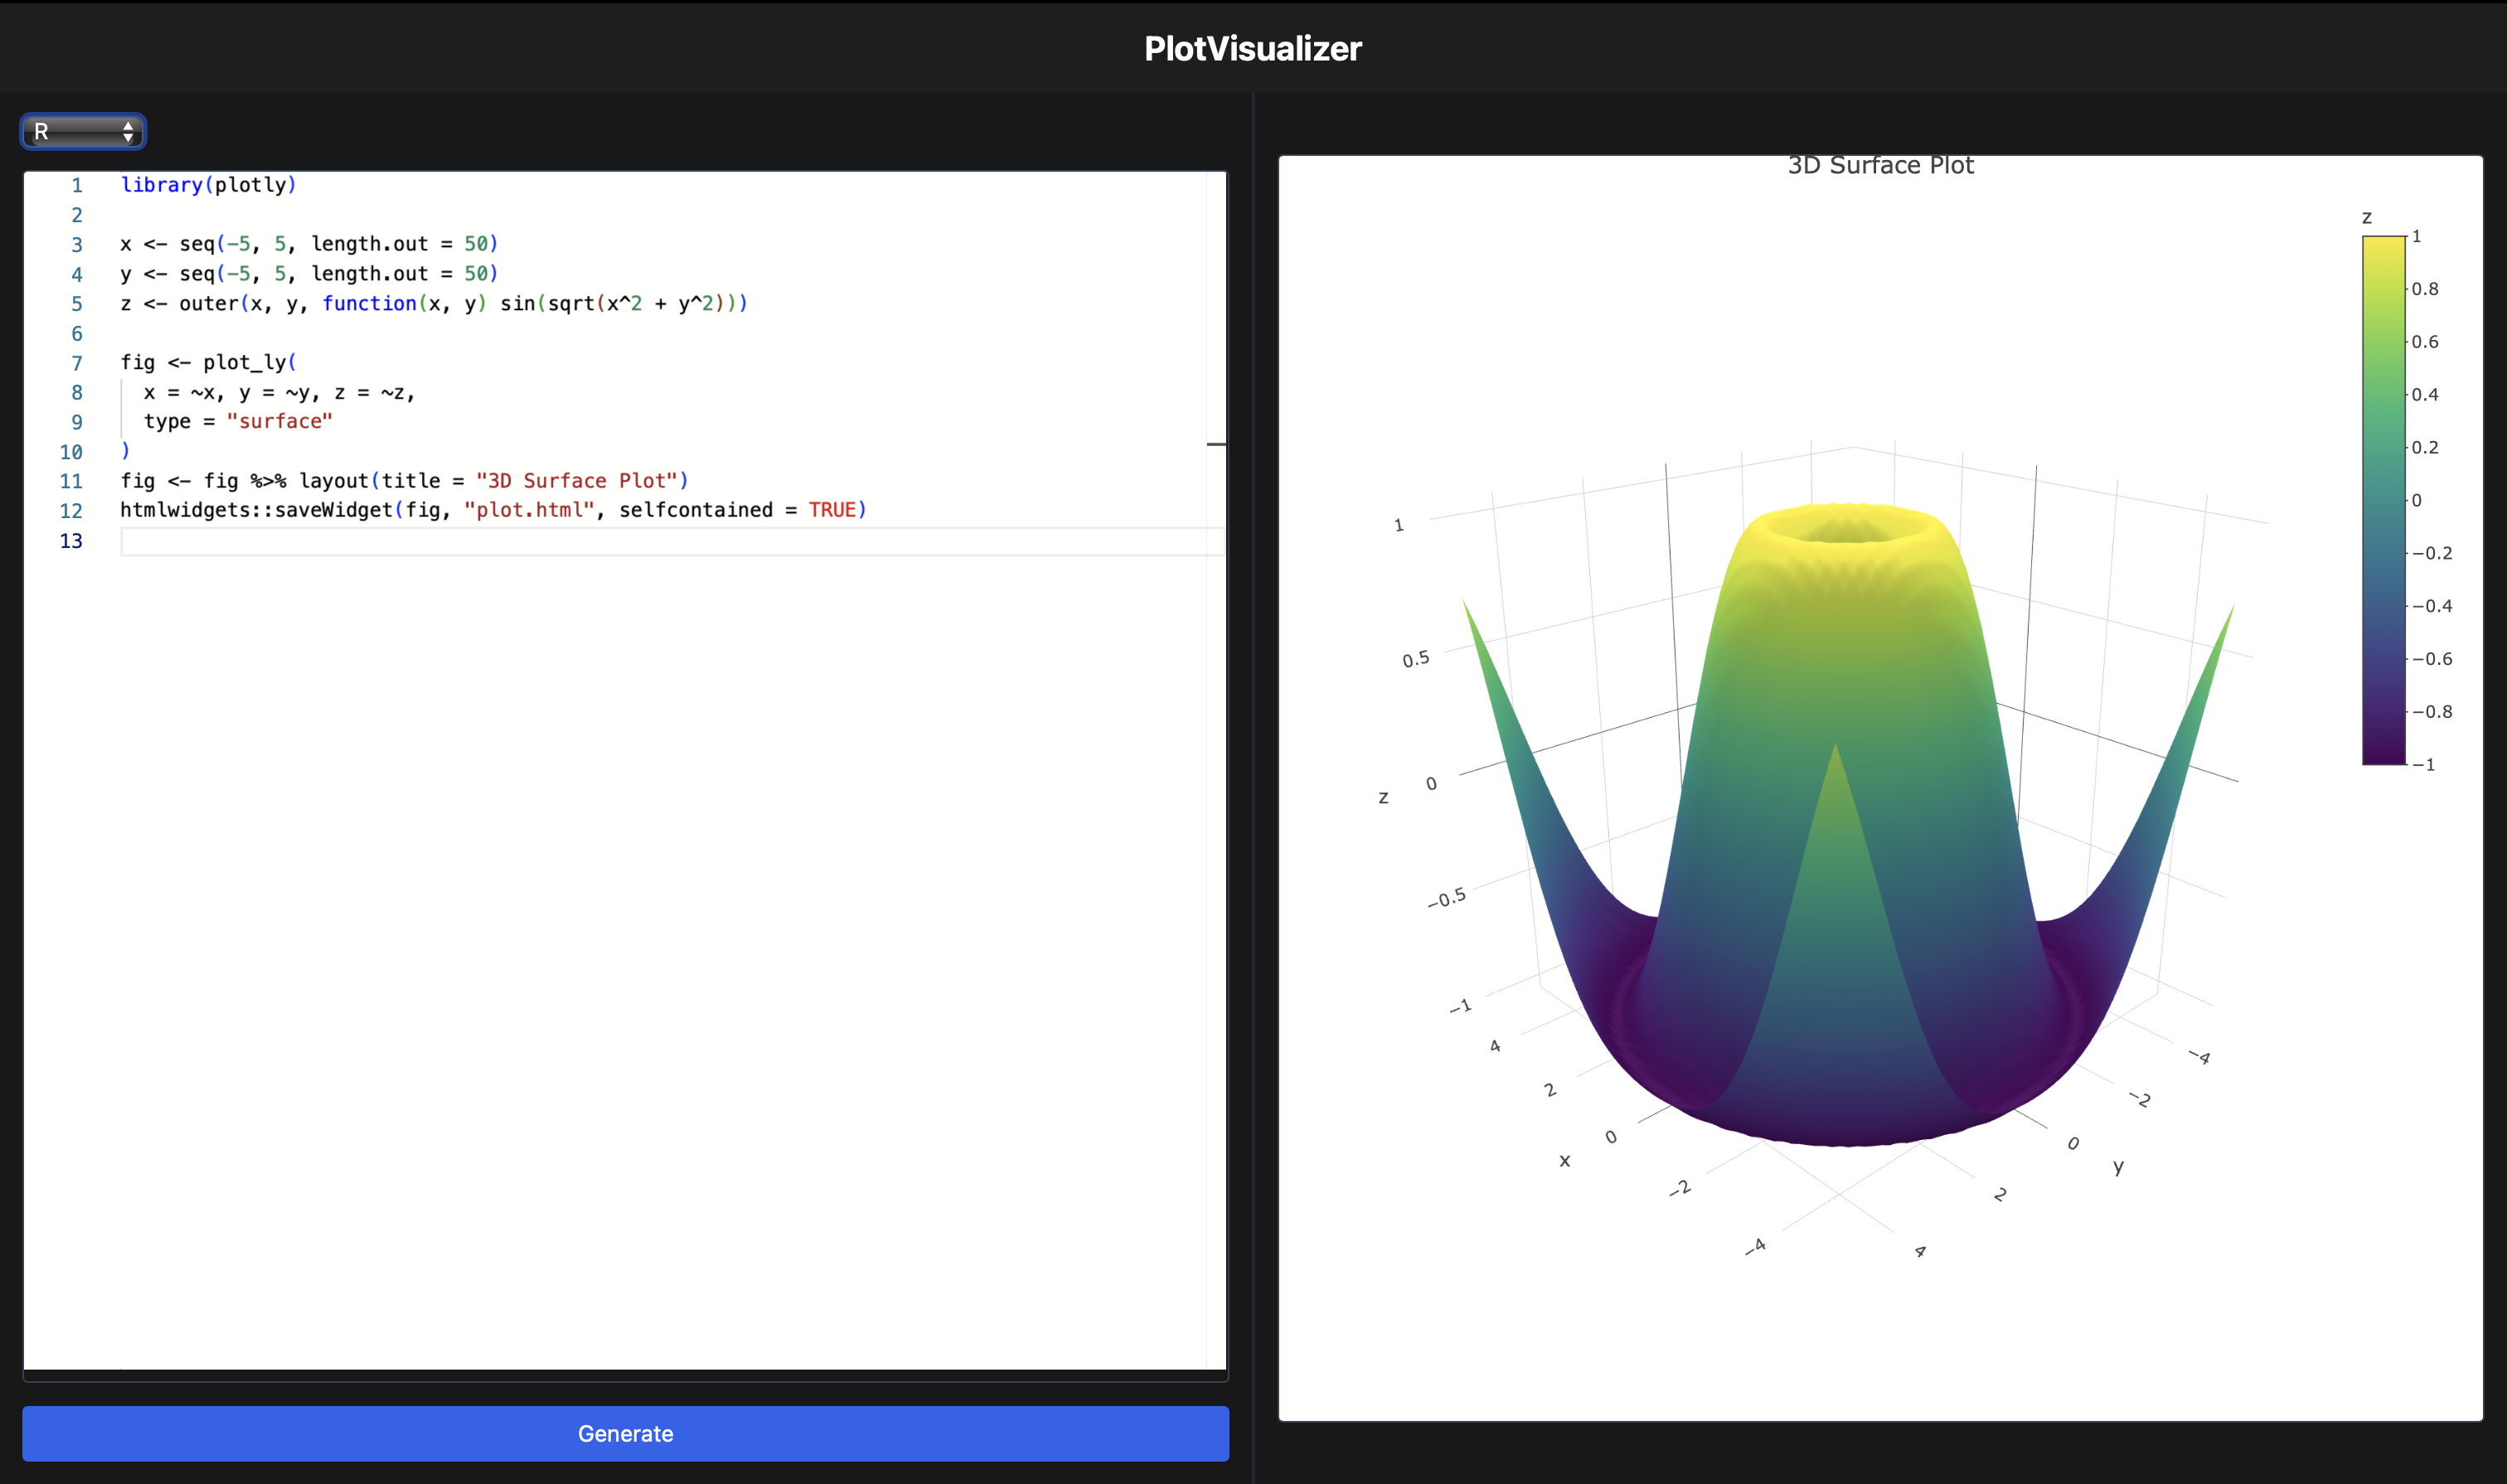 PlotVisualizer
R
1 library(plotly)
2
3 x <- seq(-5, 5, length.out = 50)
4 y <- seq(-5, 5, length.out = 50)
5 z <- outer(x, y, function(x, y) sin(sqrt(x^2 + y^2)))
6
7 fig <- plot_ly(
8   x = ~x, y = ~y, z = ~z,
9   type = "surface"
10 )
11 fig <- fig %>% layout(title = "3D Surface Plot")
12 htmlwidgets::saveWidget(fig, "plot.html", selfcontained = TRUE)
13
Generate
3D Surface Plot
z
1
0.8
0.6
0.4
0.2
0
−0.2
−0.4
−0.6
−0.8
−1
1
0.5
0
z
−0.5
−1
4
2
0
x
−2
−4
−4
−2
0
y
2
4